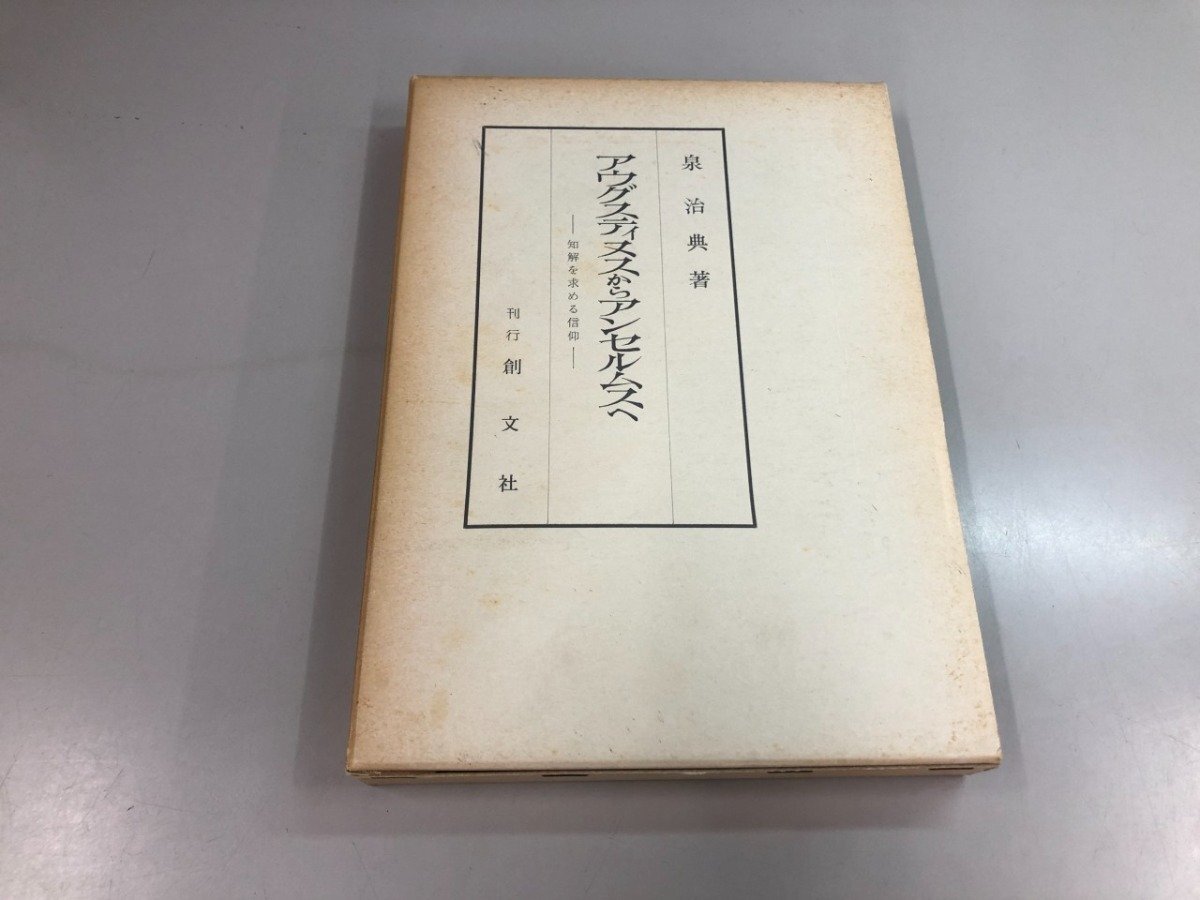 泉治典著
アウグスティヌスからアンセルムスへ
―知解を求める信仰―
刊行創文社